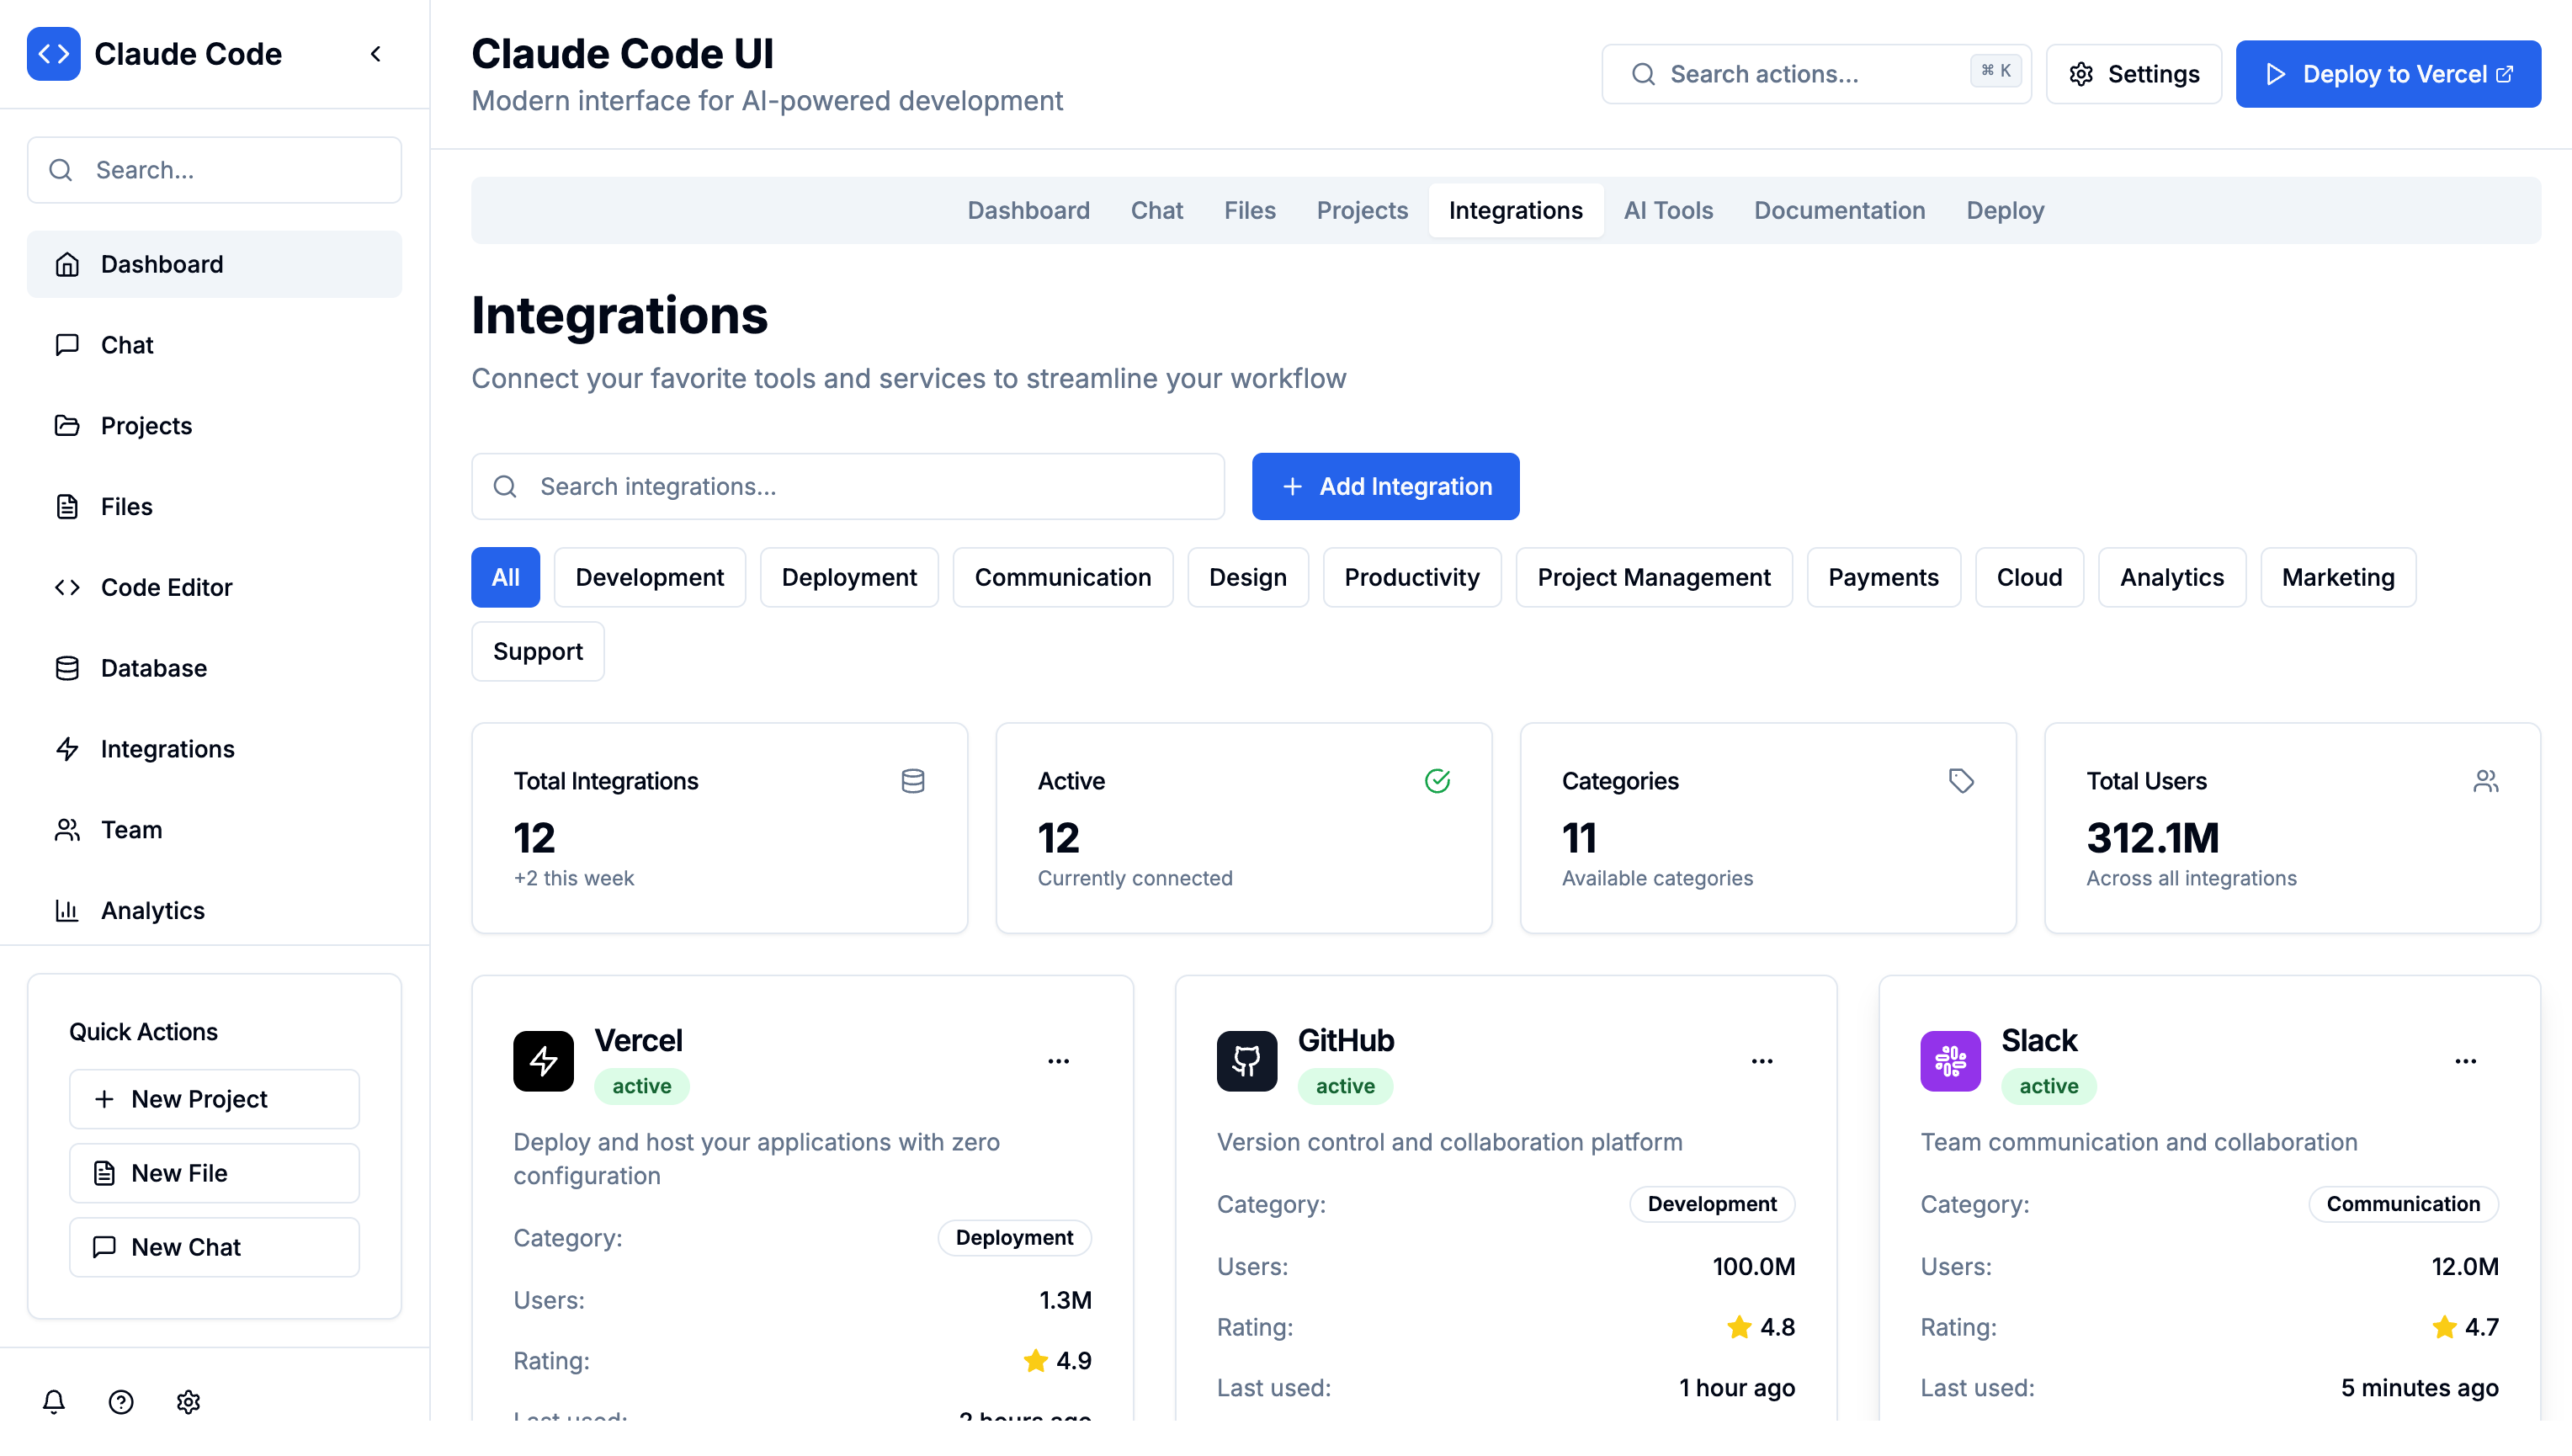 Claude Code
Search...
Dashboard
Chat
Projects
Files
Code Editor
Database
Integrations
Team
Analytics
Quick Actions
New Project
New File
New Chat
Claude Code UI
Modern interface for AI-powered development
Search actions...
⌘ K
Settings
Deploy to Vercel
Dashboard Chat Files Projects Integrations AI Tools Documentation Deploy
Integrations
Connect your favorite tools and services to streamline your workflow
Search integrations...
Add Integration
All Development Deployment Communication Design Productivity Project Management Payments Cloud Analytics Marketing
Support
Total Integrations
12
+2 this week
Active
12
Currently connected
Categories
11
Available categories
Total Users
312.1M
Across all integrations
Vercel
active
Deploy and host your applications with zero
configuration
Category: Deployment
Users: 1.3M
Rating: 4.9
Last used: 2 hours ago
GitHub
active
Version control and collaboration platform
Category: Development
Users: 100.0M
Rating: 4.8
Last used: 1 hour ago
Slack
active
Team communication and collaboration
Category: Communication
Users: 12.0M
Rating: 4.7
Last used: 5 minutes ago